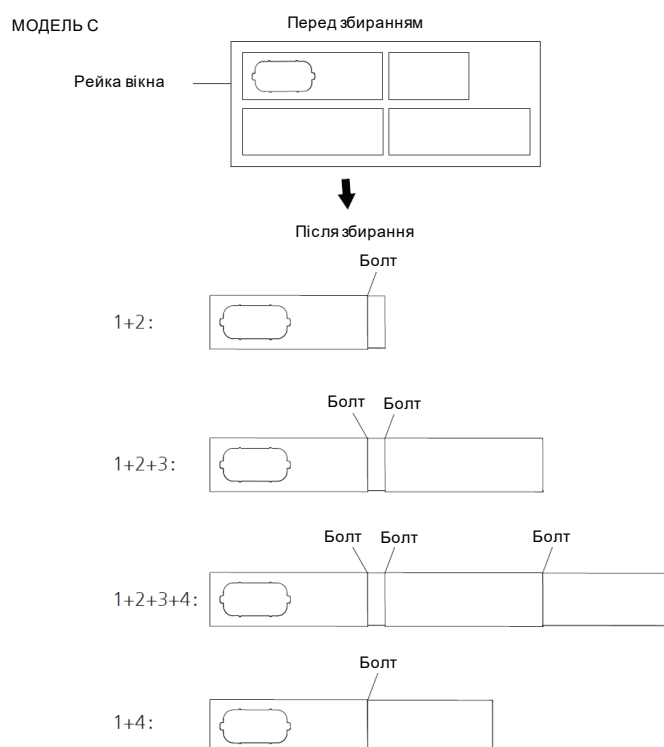 МОДЕЛЬ С
Перед збиранням
Рейка вікна
Після збирання
Болт
1+2:
Болт Болт
1+2+3:
Болт Болт Болт
1+2+3+4:
Болт
1+4: